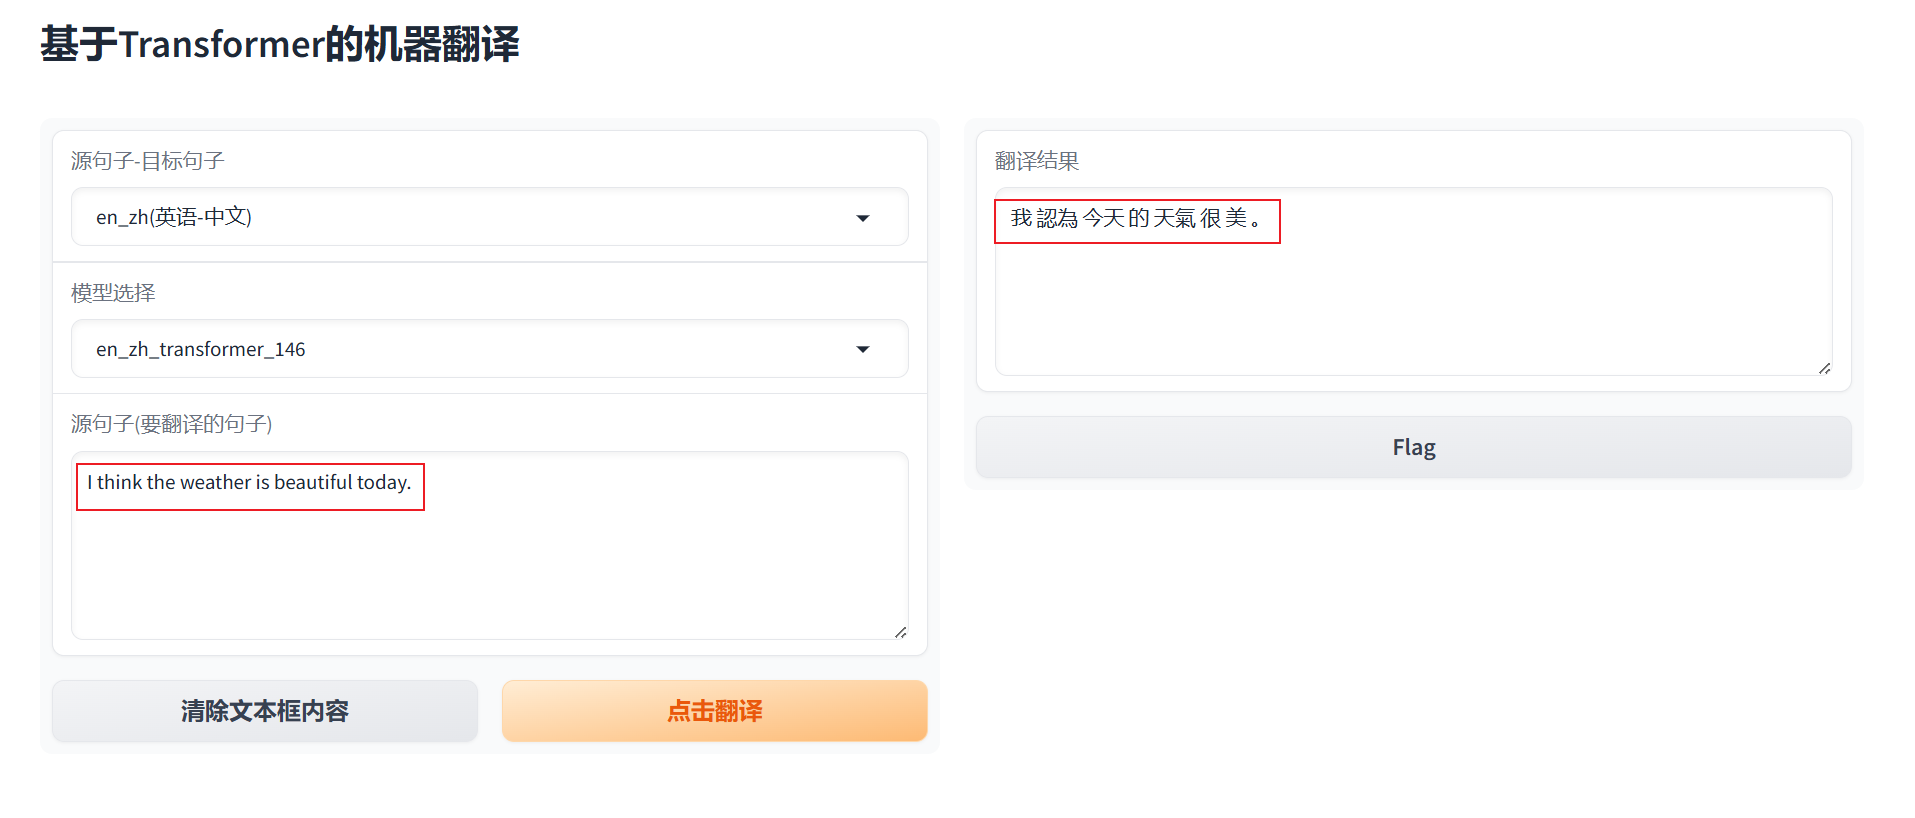 基于Transformer的机器翻译
源句子-目标句子
en_zh(英语-中文)
模型选择
en_zh_transformer_146
源句子(要翻译的句子)
I think the weather is beautiful today.
清除文本框内容
点击翻译
翻译结果
我 認為 今天 的 天氣 很 美 。
Flag